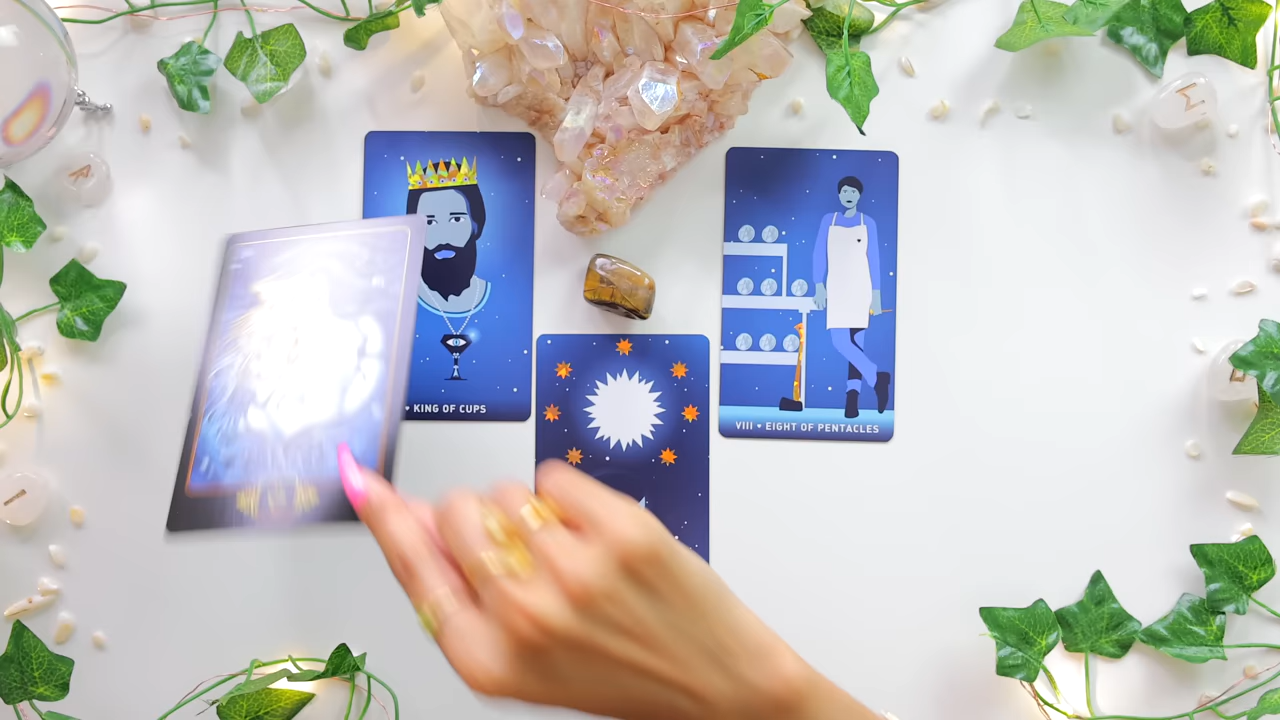 ♥ KING OF CUPS
VIII ♥ EIGHT OF PENTACLES